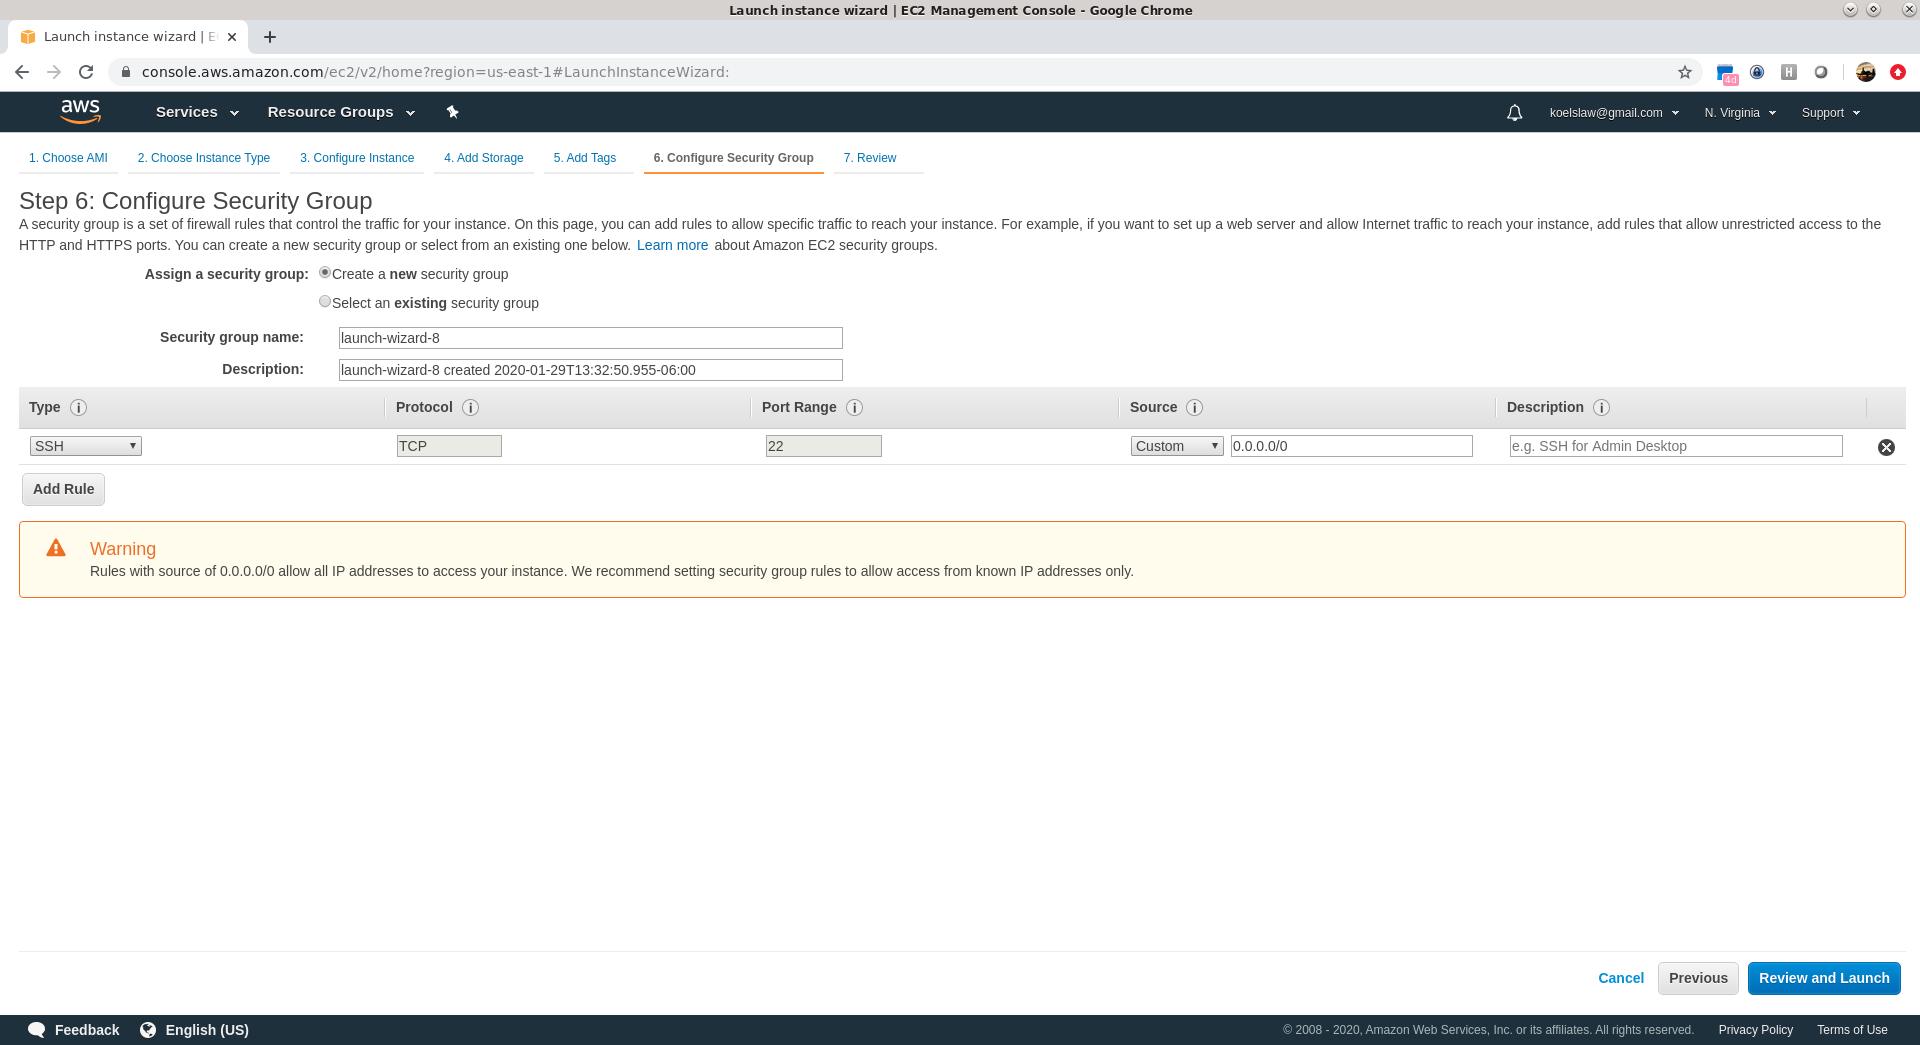 Launch instance wizard | EC2 Management Console - Google Chrome
Launch instance wizard | E
console.aws.amazon.com/ec2/v2/home?region=us-east-1#LaunchInstanceWizard:
4d
H
aws Services Resource Groups koelslaw@gmail.com N. Virginia Support
1. Choose AMI 2. Choose Instance Type 3. Configure Instance 4. Add Storage 5. Add Tags 6. Configure Security Group 7. Review
Step 6: Configure Security Group
A security group is a set of firewall rules that control the traffic for your instance. On this page, you can add rules to allow specific traffic to reach your instance. For example, if you want to set up a web server and allow Internet traffic to reach your instance, add rules that allow unrestricted access to the
HTTP and HTTPS ports. You can create a new security group or select from an existing one below. Learn more about Amazon EC2 security groups.
Assign a security group: Create a new security group
Select an existing security group
Security group name: launch-wizard-8
Description: launch-wizard-8 created 2020-01-29T13:32:50.955-06:00
Type i Protocol i Port Range i Source i Description i
SSH TCP 22 Custom 0.0.0.0/0 e.g. SSH for Admin Desktop
Add Rule
Warning
Rules with source of 0.0.0.0/0 allow all IP addresses to access your instance. We recommend setting security group rules to allow access from known IP addresses only.
Cancel Previous Review and Launch
Feedback English (US) © 2008 - 2020, Amazon Web Services, Inc. or its affiliates. All rights reserved. Privacy Policy Terms of Use